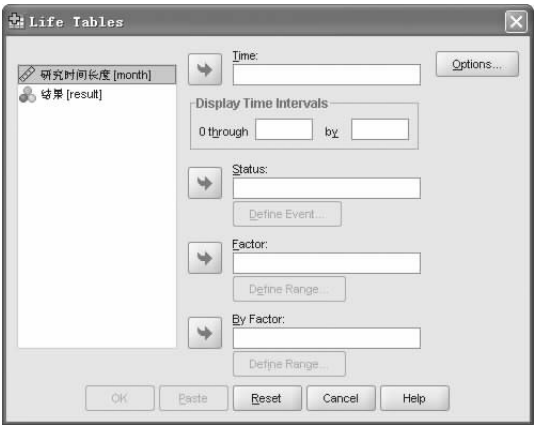 Life Tables
研究时间长度 [month]
结果 [result]
Time:
Options...
Display Time Intervals
0 through by
Status:
Define Event...
Factor:
Define Range...
By Factor:
Define Range...
OK Paste Reset Cancel Help